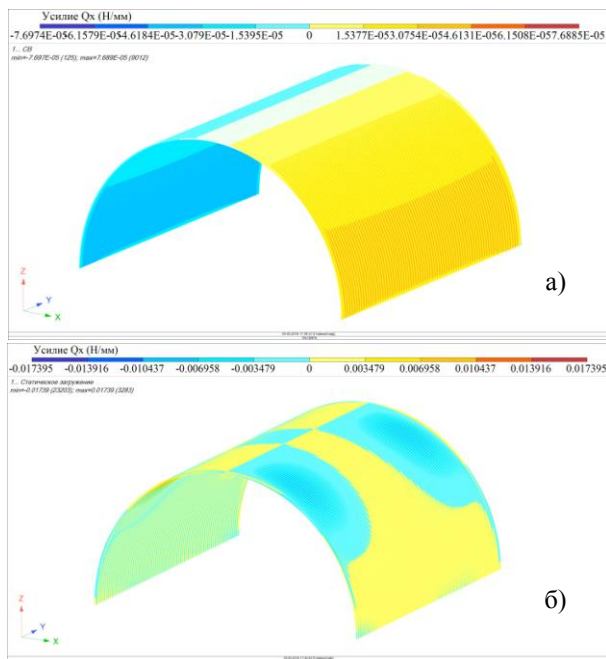 Усилие Qx (Н/мм)
-7.6974E-05-6.1579E-054.6184E-05-3.079E-05-1.5395E-05 0 1.5377E-053.0754E-054.6131E-056.1508E-057.6885E-05
1... СВ
min=-7.697E-05 (125); max=7.689E-05 (9012)
а)
Z
Y
X
Усилие Qx (Н/мм)
-0.017395 -0.013916 -0.010437 -0.006958 -0.003479 0 0.003479 0.006958 0.010437 0.013916 0.017395
1... Статическое загружение
min=-0.01739 (23203); max=0.01739 (3283)
б)
Z
Y
X